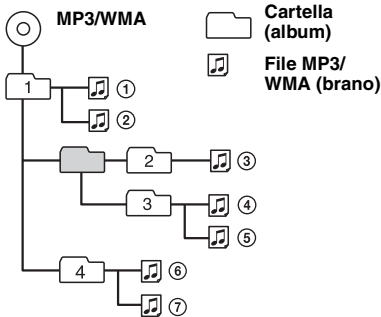 MP3/WMA
Cartella
(album)
File MP3/
WMA (brano)
1
①
②
2
③
3
④
⑤
4
⑥
⑦